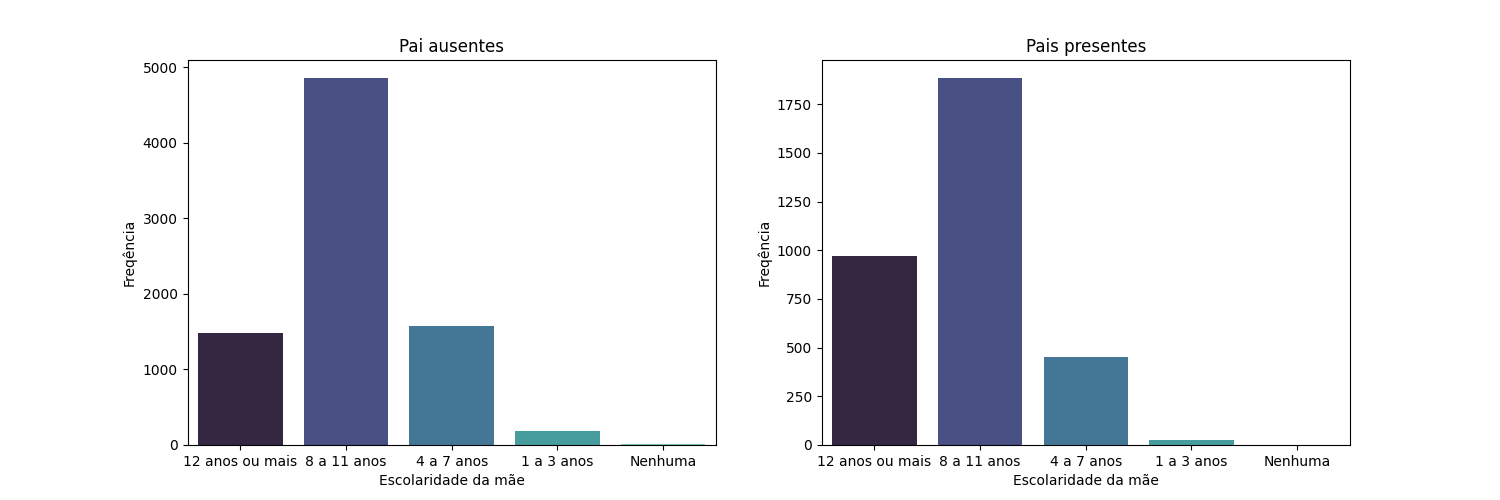 Pai ausentes
Freqência
5000
4000
3000
2000
1000
0
12 anos ou mais 8 a 11 anos 4 a 7 anos 1 a 3 anos Nenhuma
Escolaridade da mãe
Pais presentes
Freqência
1750
1500
1250
1000
750
500
250
0
12 anos ou mais 8 a 11 anos 4 a 7 anos 1 a 3 anos Nenhuma
Escolaridade da mãe